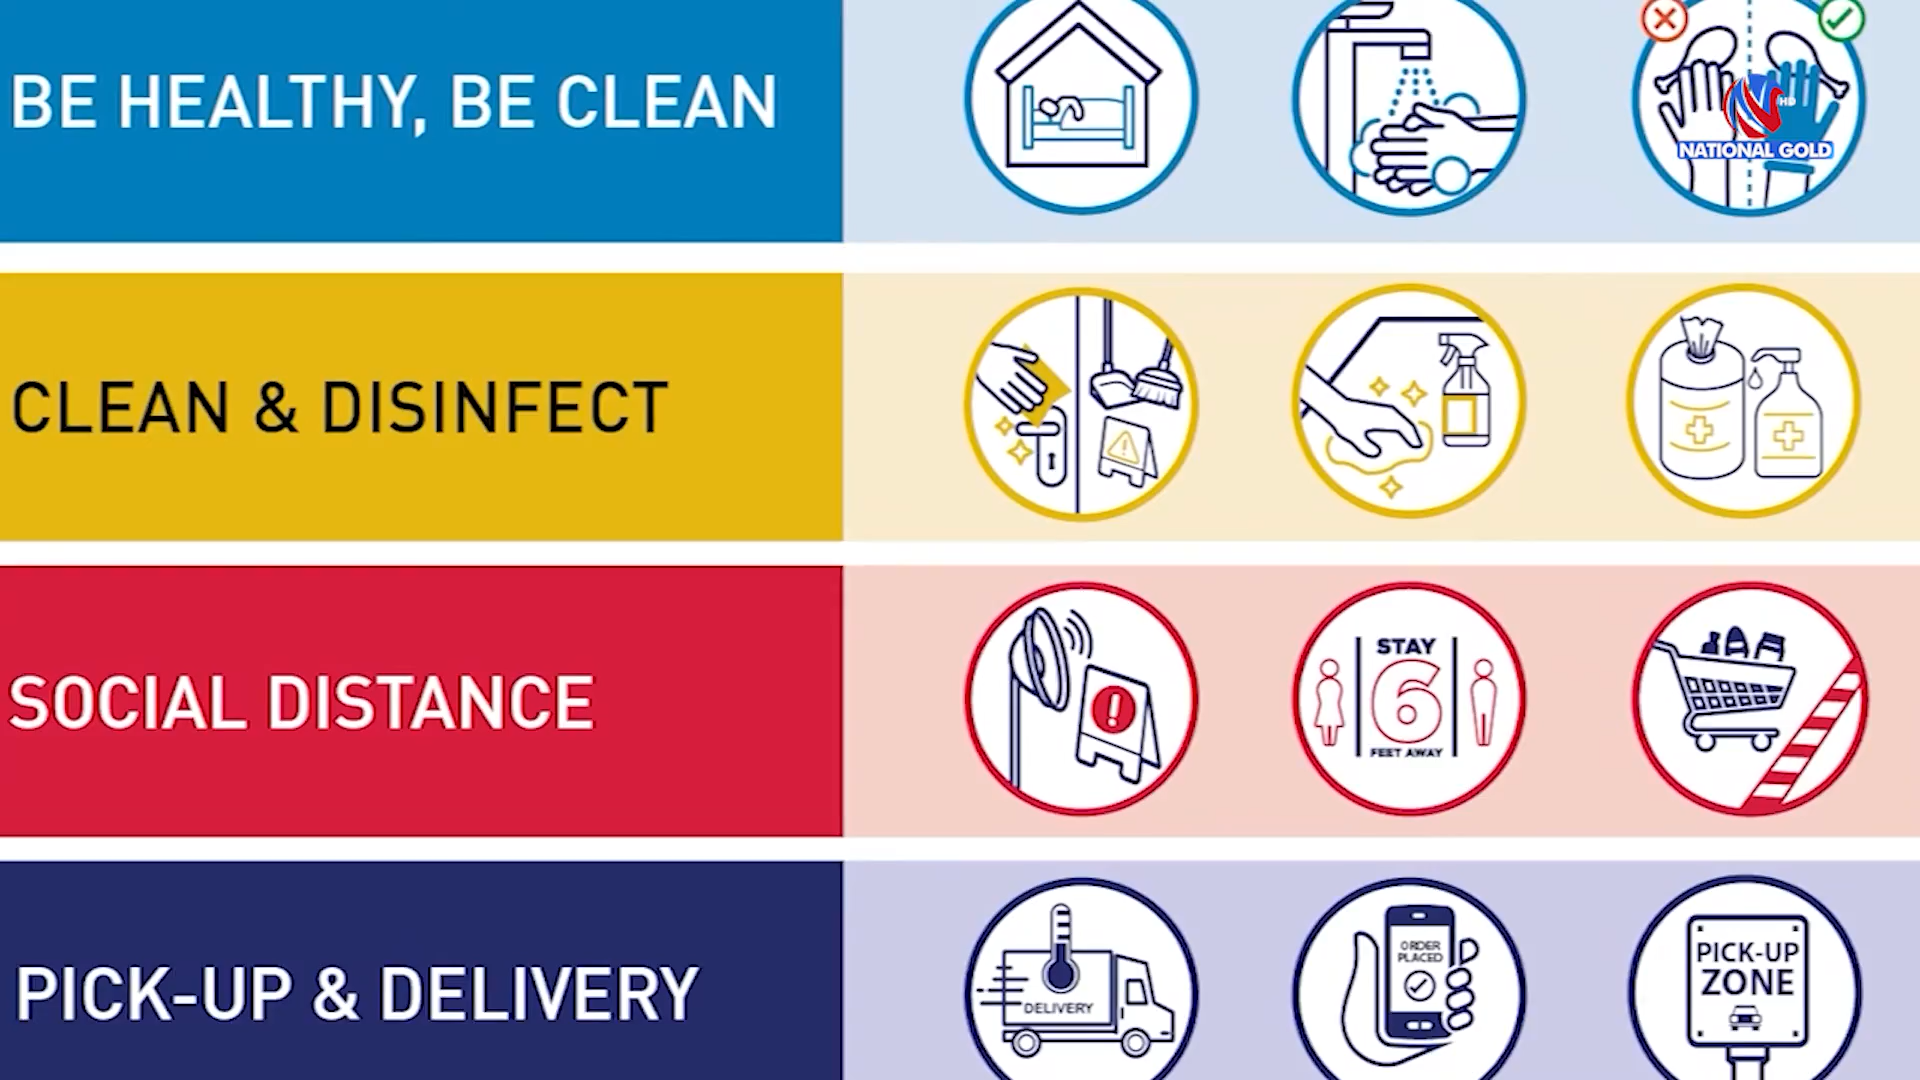 BE HEALTHY, BE CLEAN
HD
NATIONAL GOLD
CLEAN & DISINFECT
SOCIAL DISTANCE
STAY
6
FEET AWAY
PICK-UP & DELIVERY
DELIVERY
ORDER
PLACED
PICK-UP
ZONE